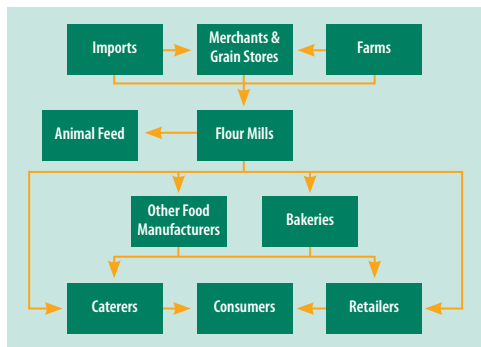 Imports
Merchants &
Grain Stores
Farms
Animal Feed
Flour Mills
Other Food
Manufacturers
Bakeries
Caterers
Consumers
Retailers